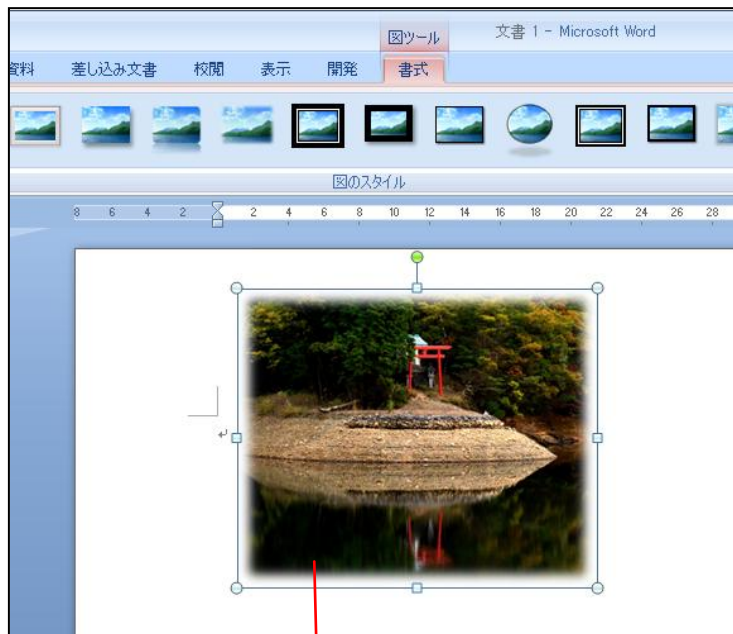 図ツール 文書 1 - Microsoft Word
資料 差し込み文書 校閲 表示 開発 書式
図のスタイル
8 6 4 2 2 4 6 8 10 12 14 16 18 20 22 24 26 28